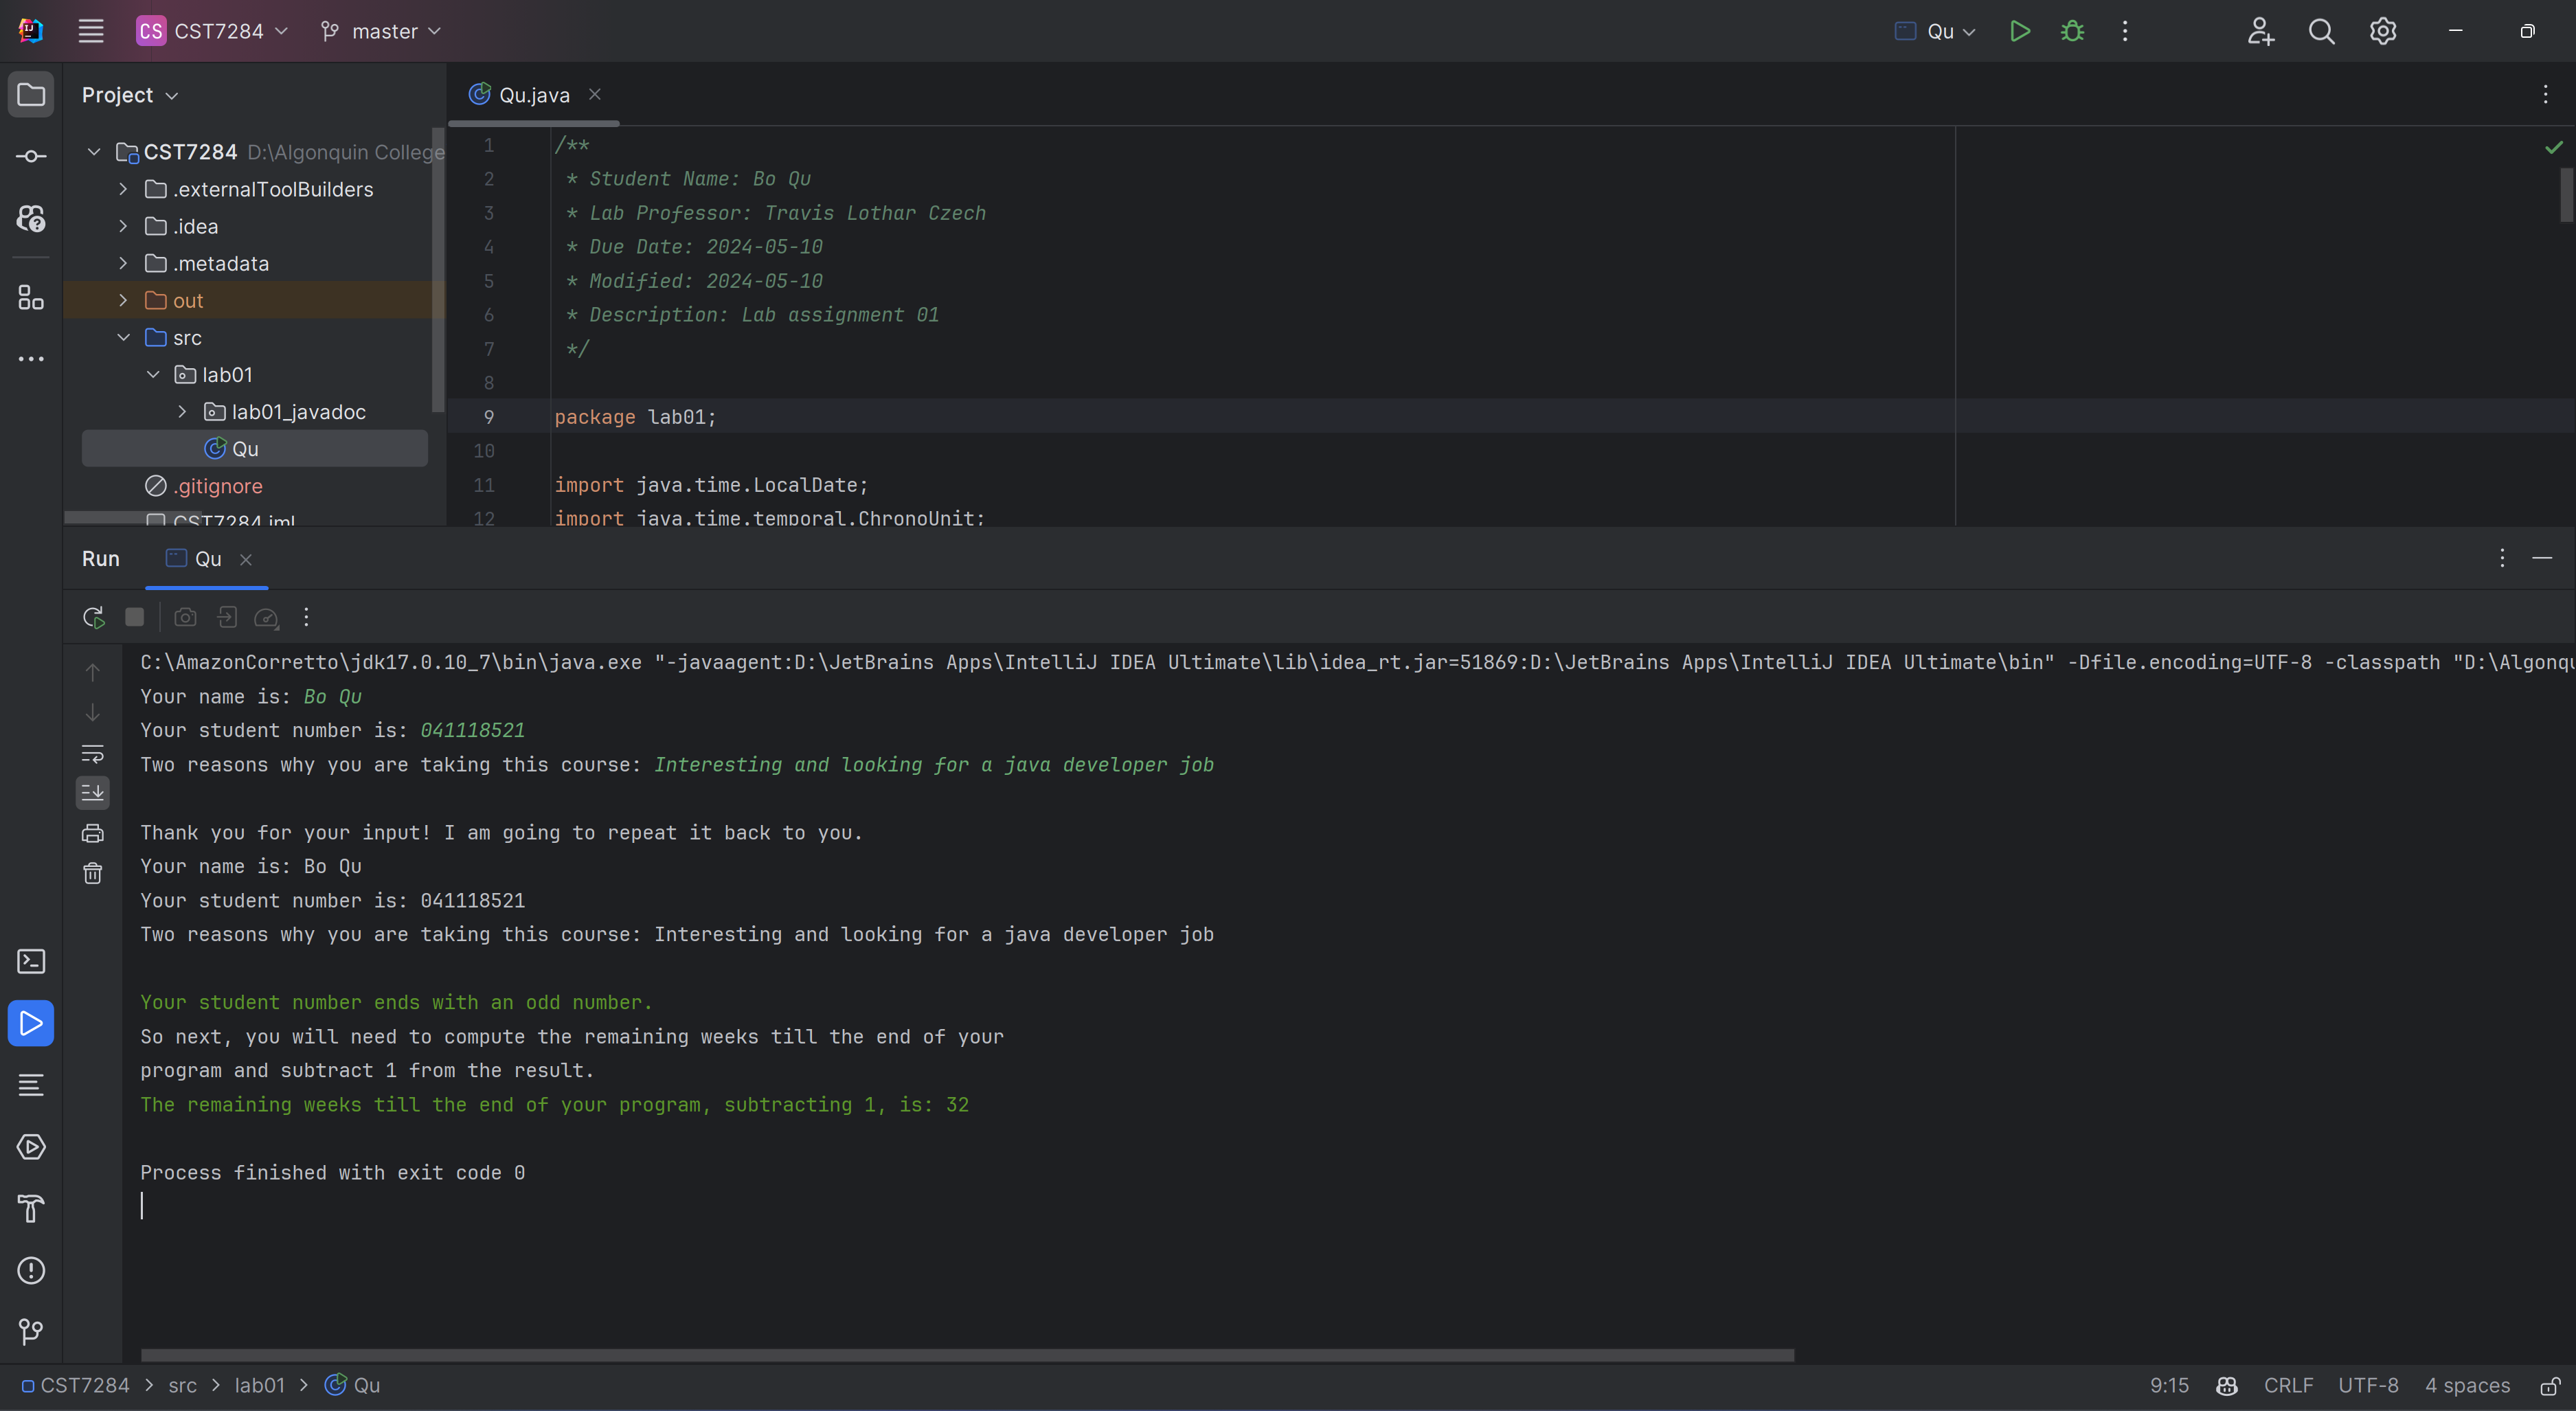 CS CST7284 master Qu
Project
Qu.java
CST7284 D:\Algonquin College
.externalToolBuilders
.idea
.metadata
out
src
lab01
lab01_javadoc
Qu
.gitignore
CST7284.iml
1 /**
2 * Student Name: Bo Qu
3 * Lab Professor: Travis Lothar Czech
4 * Due Date: 2024-05-10
5 * Modified: 2024-05-10
6 * Description: Lab assignment 01
7 */
8
9 package lab01;
10
11 import java.time.LocalDate;
12 import java.time.temporal.ChronoUnit;
Run Qu
C:\AmazonCorretto\jdk17.0.10_7\bin\java.exe "-javaagent:D:\JetBrains Apps\IntelliJ IDEA Ultimate\lib\idea_rt.jar=51869:D:\JetBrains Apps\IntelliJ IDEA Ultimate\bin" -Dfile.encoding=UTF-8 -classpath "D:\Algonqu
Your name is: Bo Qu
Your student number is: 041118521
Two reasons why you are taking this course: Interesting and looking for a java developer job
Thank you for your input! I am going to repeat it back to you.
Your name is: Bo Qu
Your student number is: 041118521
Two reasons why you are taking this course: Interesting and looking for a java developer job
Your student number ends with an odd number.
So next, you will need to compute the remaining weeks till the end of your
program and subtract 1 from the result.
The remaining weeks till the end of your program, subtracting 1, is: 32
Process finished with exit code 0
CST7284 > src > lab01 > Qu
9:15 CRLF UTF-8 4 spaces